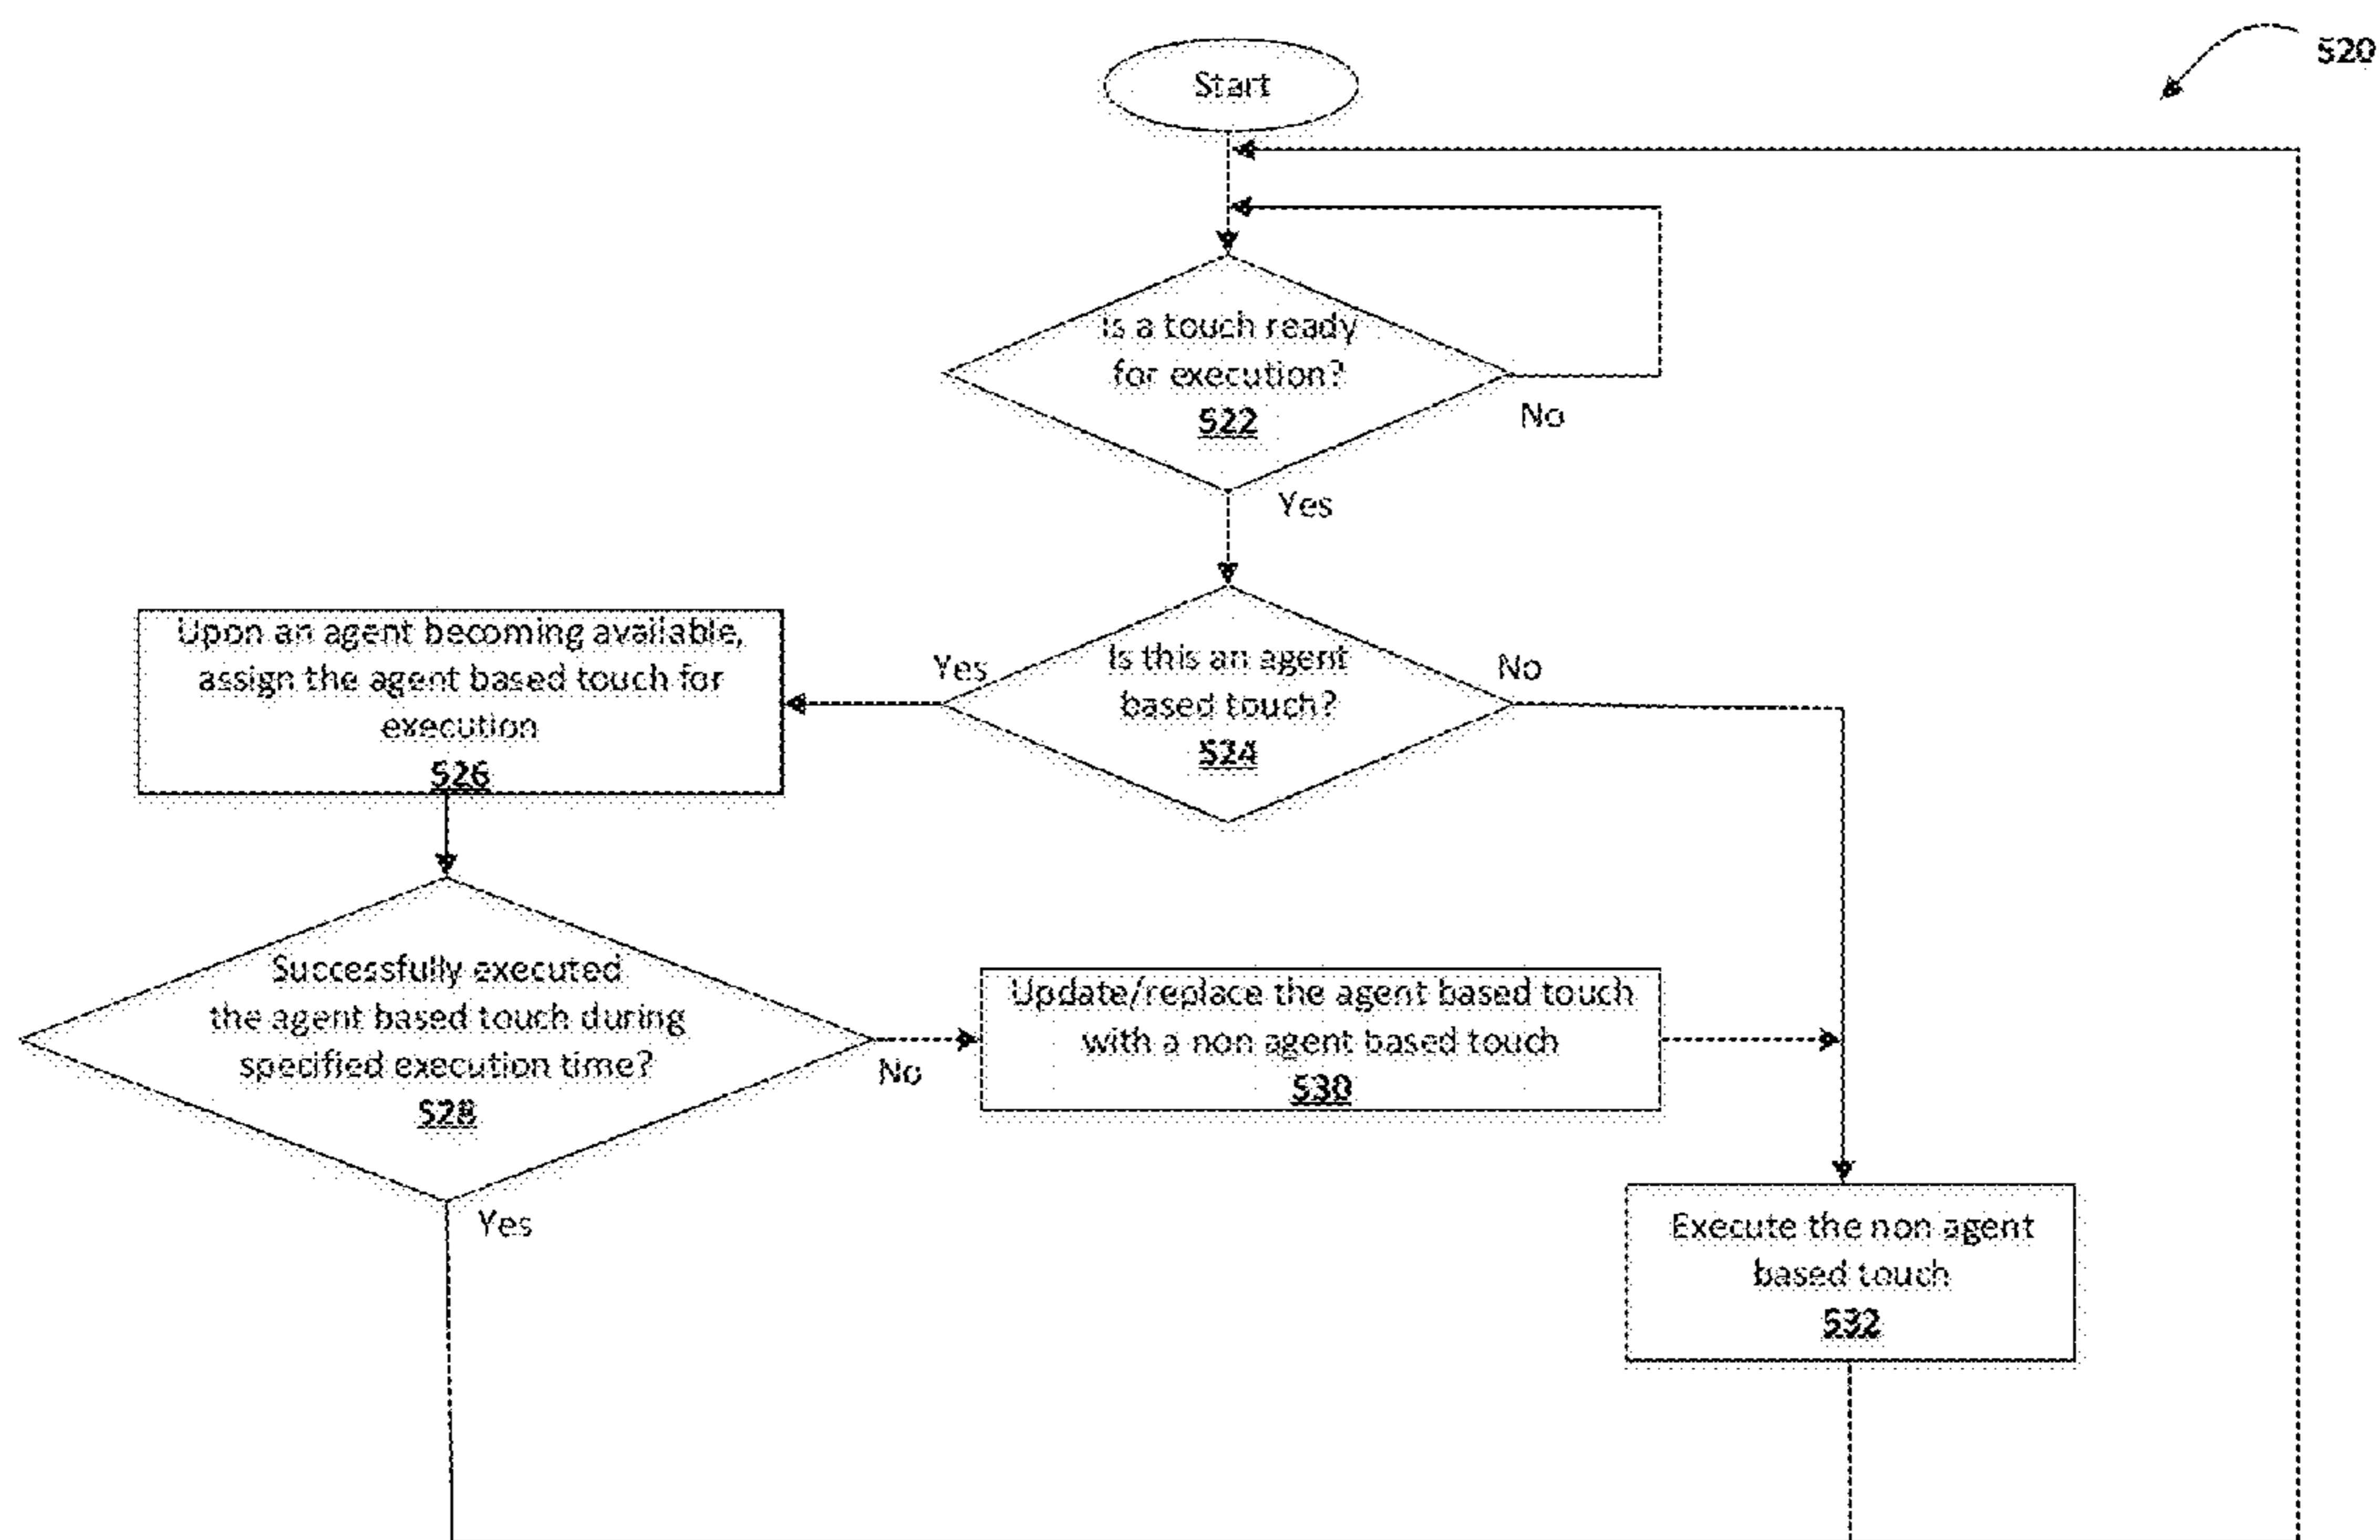 520
Start
Is a touch ready
for execution?
522
No
Yes
Upon an agent becoming available,
assign the agent based touch for
execution
526
Yes
Is this an agent
based touch?
524
No
Successfully executed
the agent based touch during
specified execution time?
528
No
Yes
Update/replace the agent based touch
with a non agent based touch
530
Execute the non agent
based touch
532